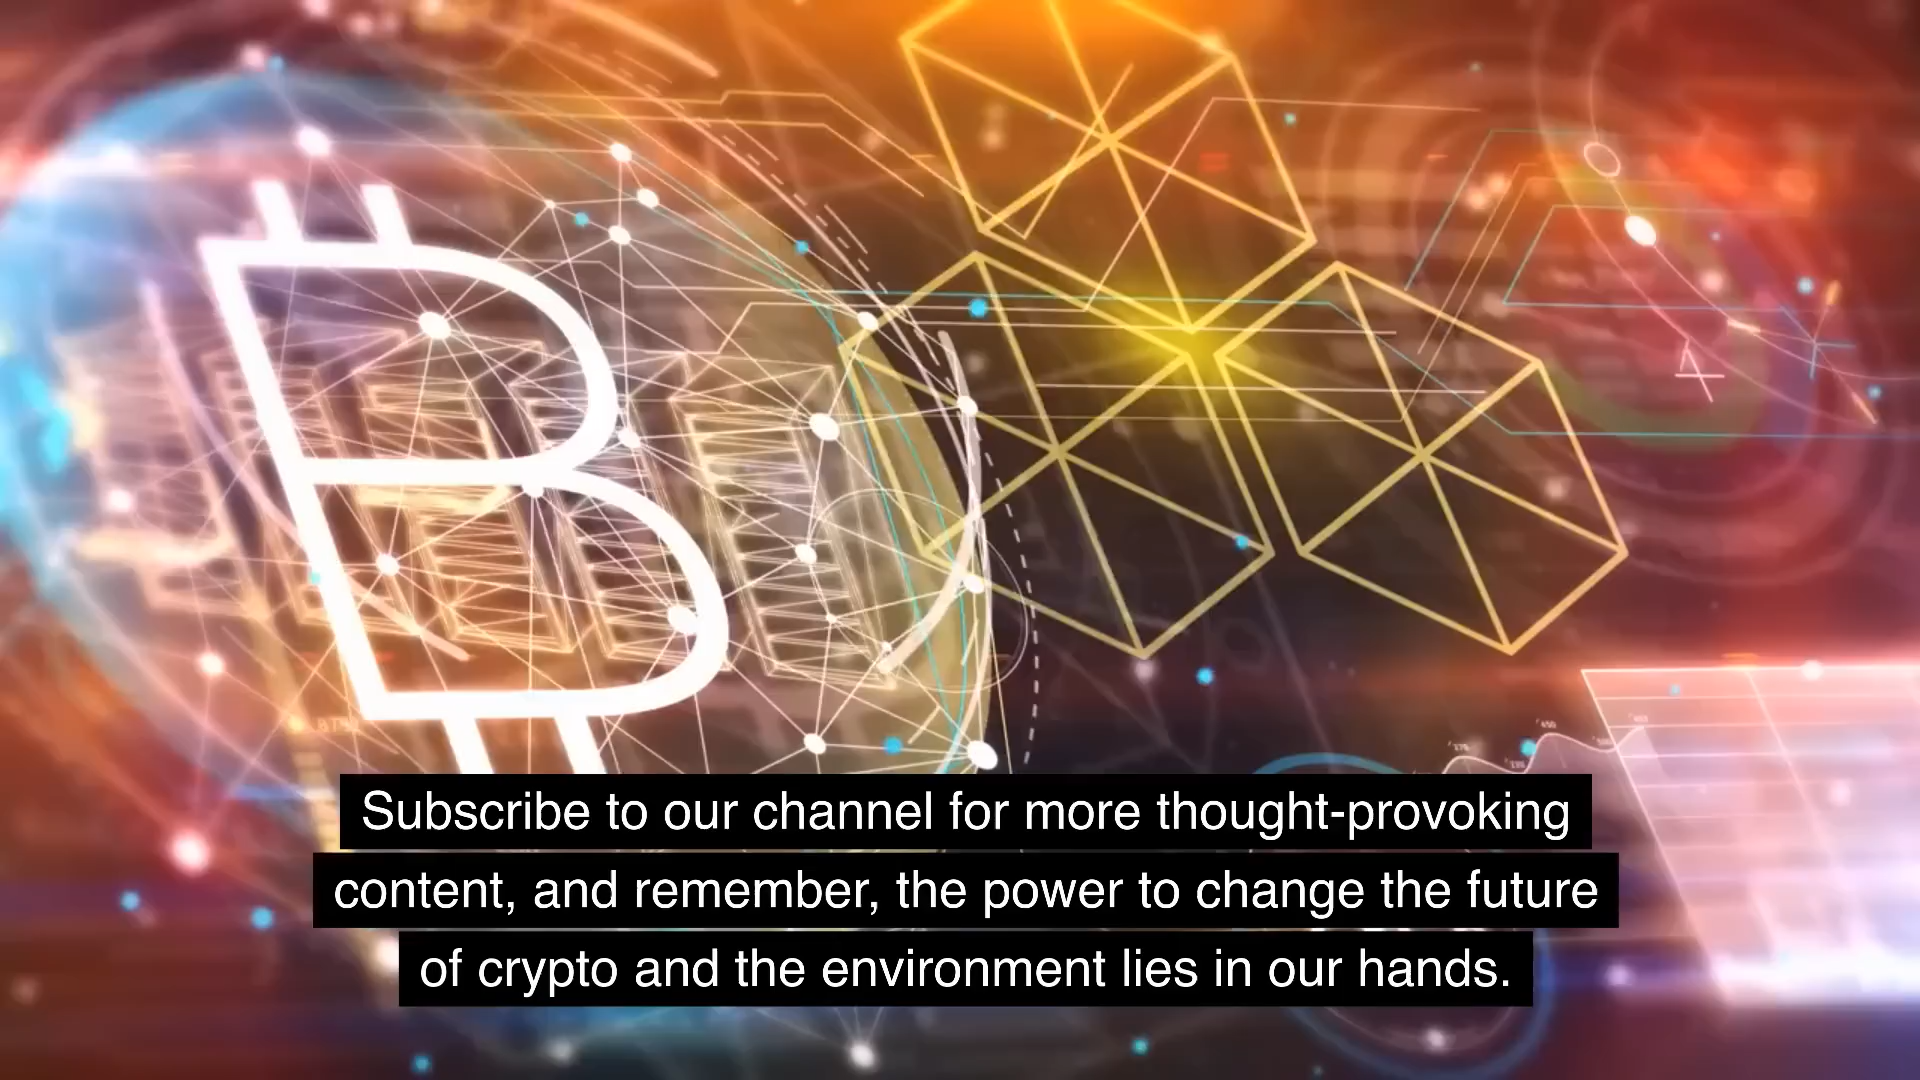 Subscribe to our channel for more thought-provoking
content, and remember, the power to change the future
of crypto and the environment lies in our hands.